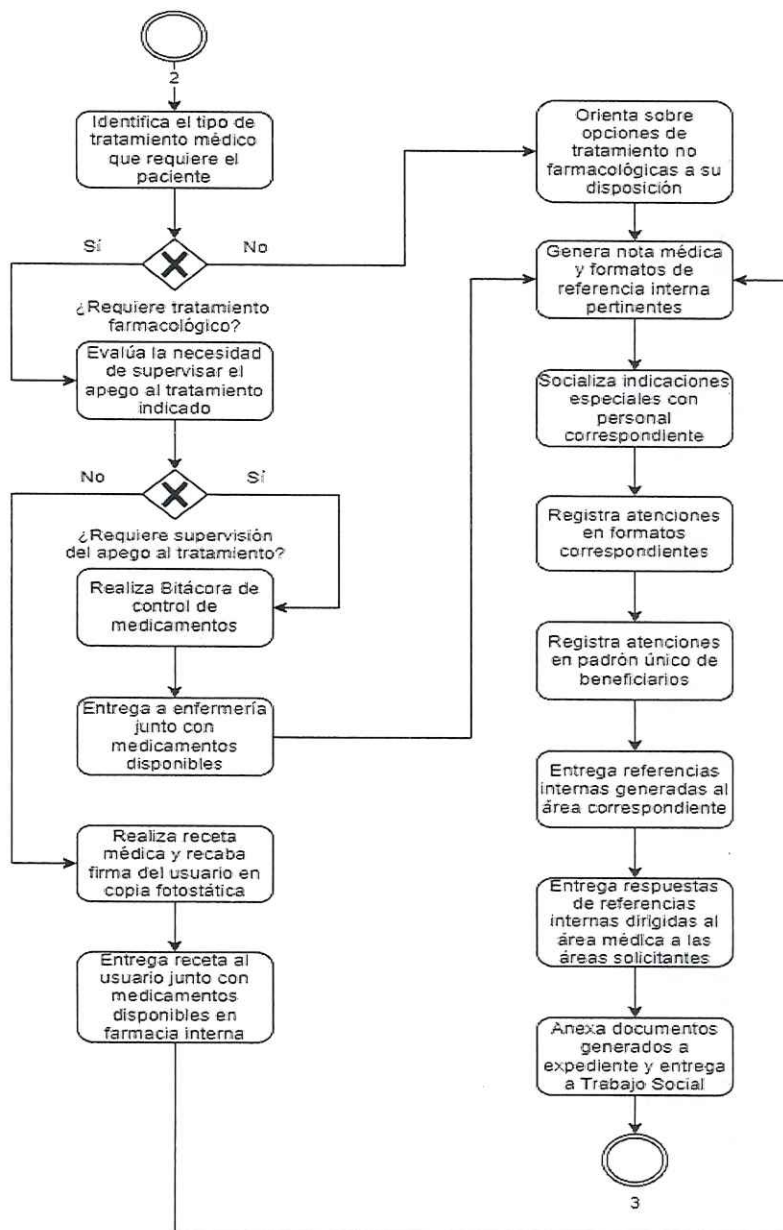 2
Identifica el tipo de
tratamiento médico
que requiere el
paciente
Sí
No
¿Requiere tratamiento
farmacológico?
Evalúa la necesidad
de supervisar el
apego al tratamiento
indicado
No
Sí
¿Requiere supervisión
del apego al tratamiento?
Realiza Bitácora de
control de
medicamentos
Entrega a enfermería
junto con
medicamentos
disponibles
Realiza receta
médica y recaba
firma del usuario en
copia fotostática
Entrega receta al
usuario junto con
medicamentos
disponibles en
farmacia interna
Orienta sobre
opciones de
tratamiento no
farmacológicas a su
disposición
Genera nota médica
y formatos de
referencia interna
pertinentes
Socializa indicaciones
especiales con
personal
correspondiente
Registra atenciones
en formatos
correspondientes
Registra atenciones
en padrón único de
beneficiarios
Entrega referencias
internas generadas al
área correspondiente
Entrega respuestas
de referencias
internas dirigidas al
área médica a las
áreas solicitantes
Anexa documentos
generados a
expediente y entrega
a Trabajo Social
3